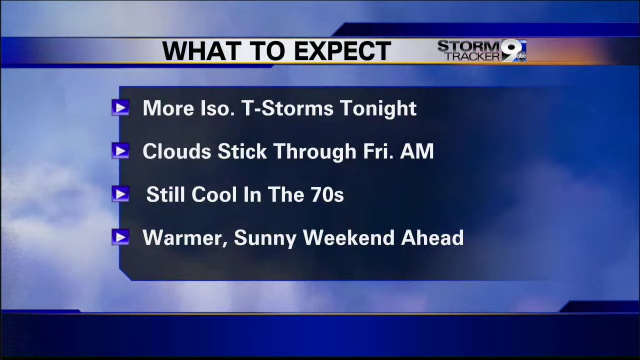 WHAT TO EXPECT
STORM TRACKER 9 abc
More Iso. T-Storms Tonight
Clouds Stick Through Fri. AM
Still Cool In The 70s
Warmer, Sunny Weekend Ahead